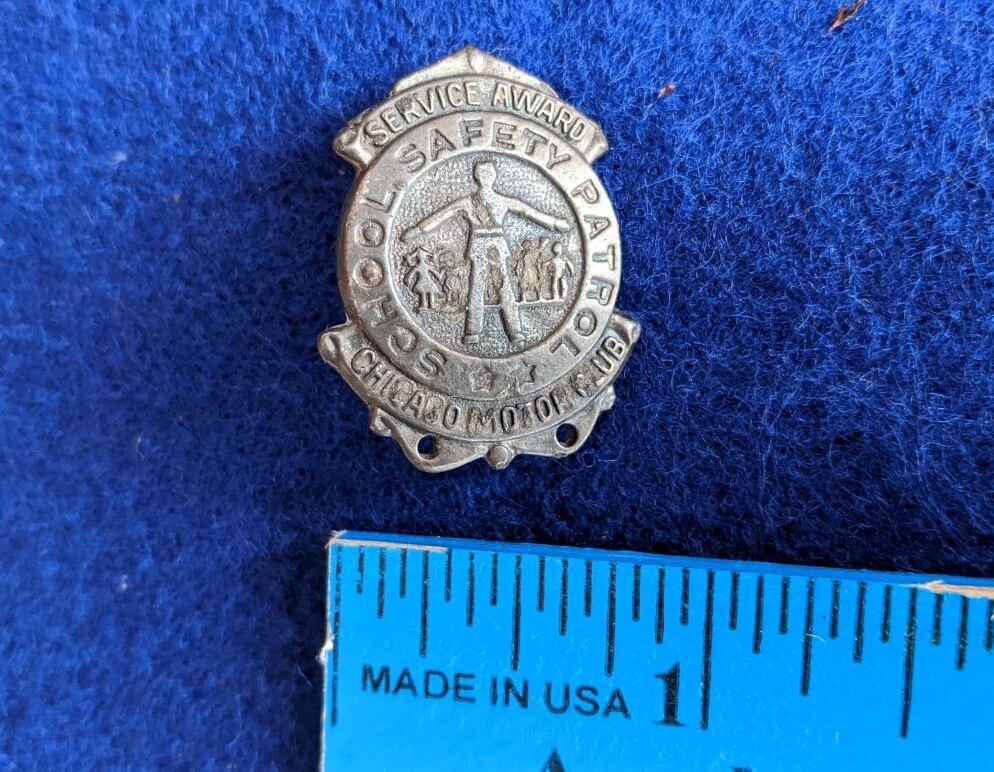 SERVICE AWARD
SCHOOL SAFETY PATROL
CHICAGO MOTOR CLUB
MADE IN USA 1